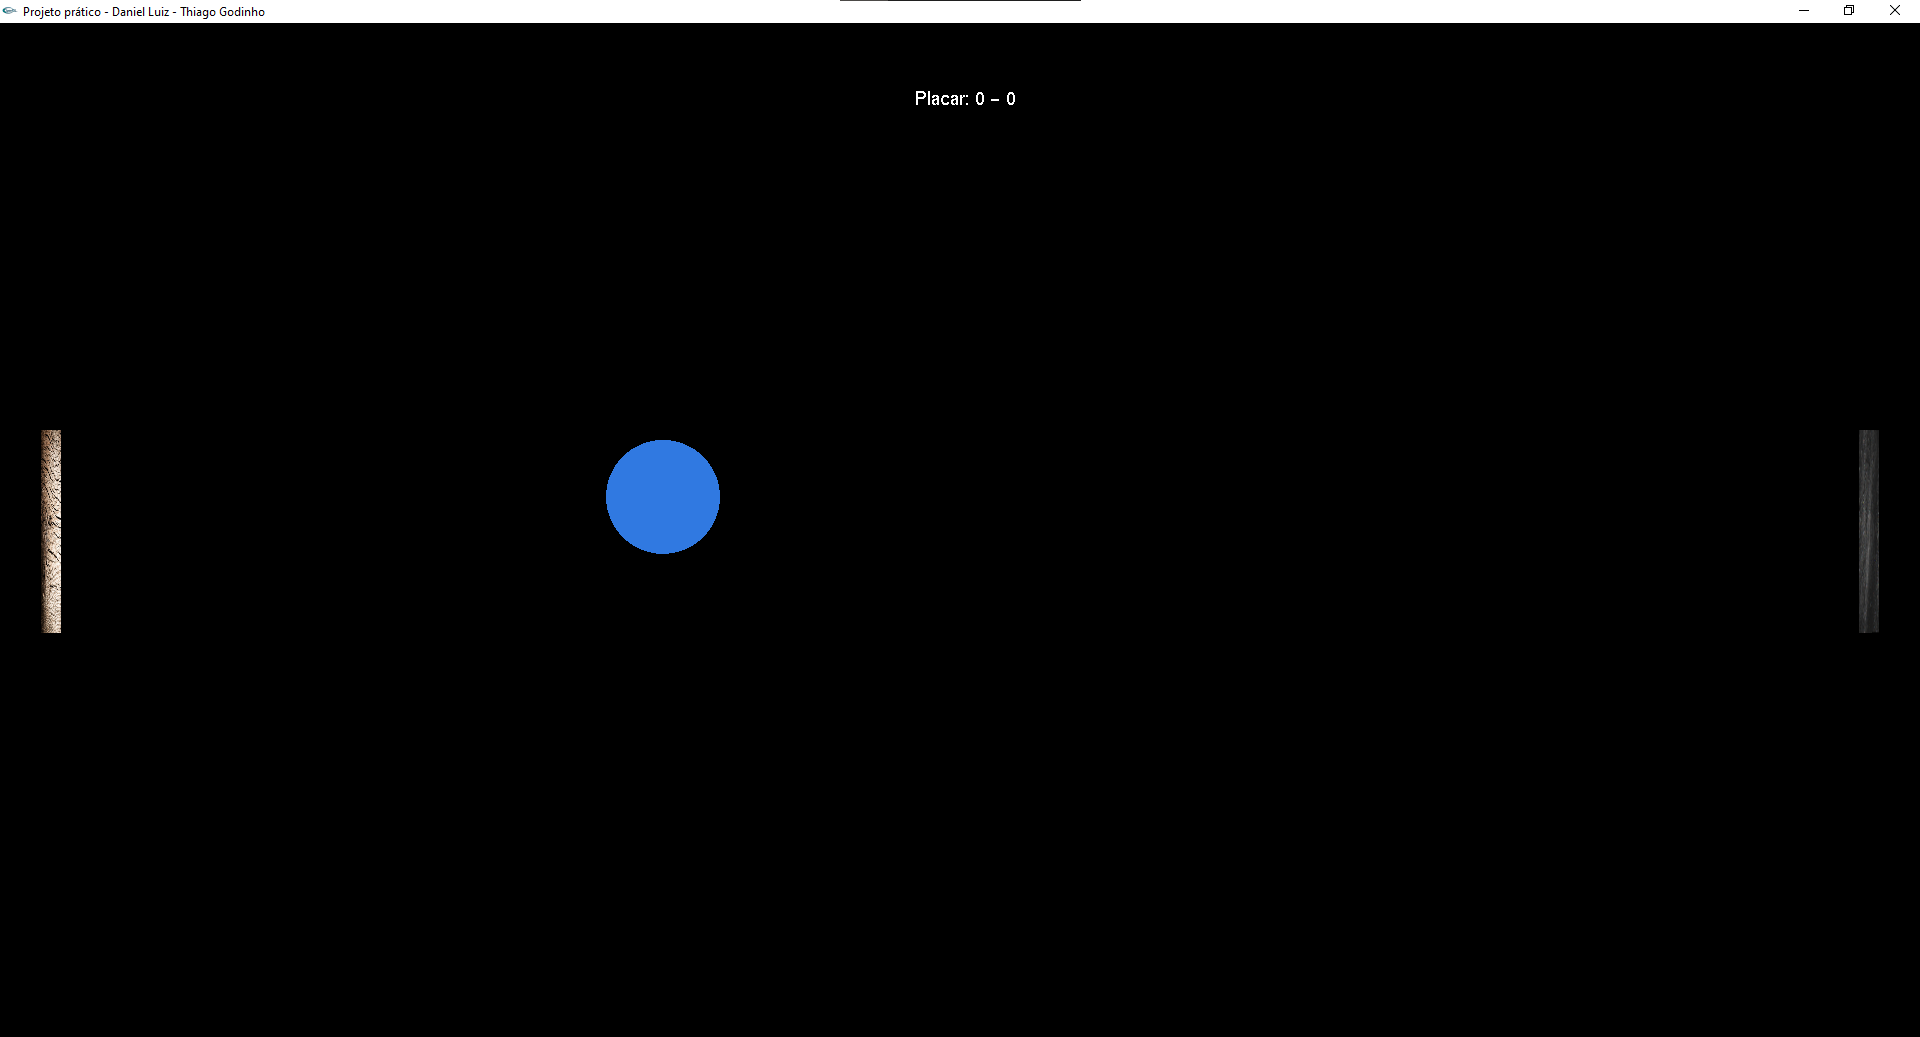 Projeto prático - Daniel Luiz - Thiago Godinho
Placar: 0 - 0